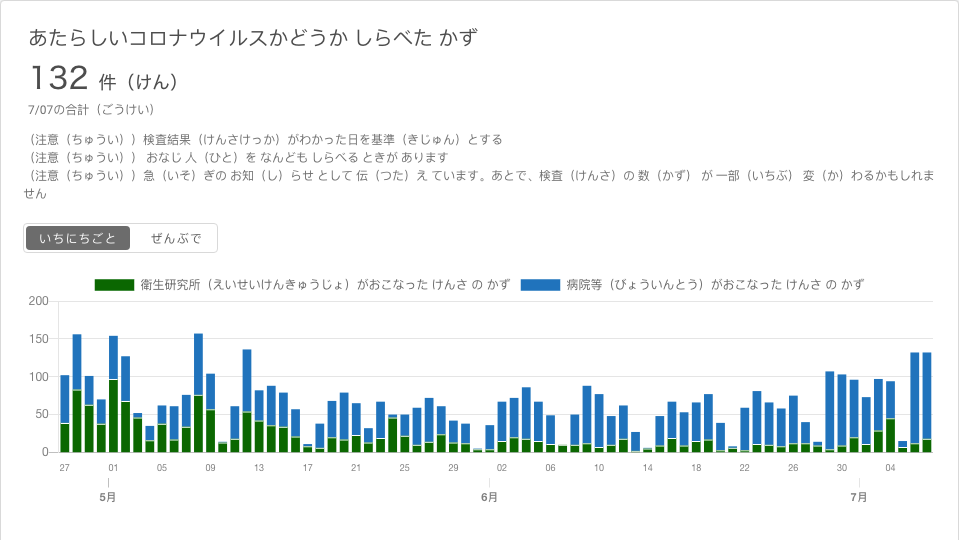 あたらしいコロナウイルスかどうか しらべた かず
132 件（けん）
7/07の合計（ごうけい）
（注意（ちゅうい））検査結果（けんさけっか）がわかった日を基準（きじゅん）とする
（注意（ちゅうい）） おなじ 人（ひと）を なんども しらべる ときが あります
（注意（ちゅうい））急（いそ）ぎの お知（し）らせ として 伝（つた）え ています。あとで、検査（けんさ）の 数（かず） が 一部（いちぶ） 変（か）わるかもしれま
せん
いちにちごと ぜんぶで
衛生研究所（えいせいけんきゅうじょ）がおこなった けんさ の かず 病院等（びょういんとう）がおこなった けんさ の かず
200
150
100
50
0
27 01 05 09 13 17 21 25 29 02 06 10 14 18 22 26 30 04
5月 6月 7月